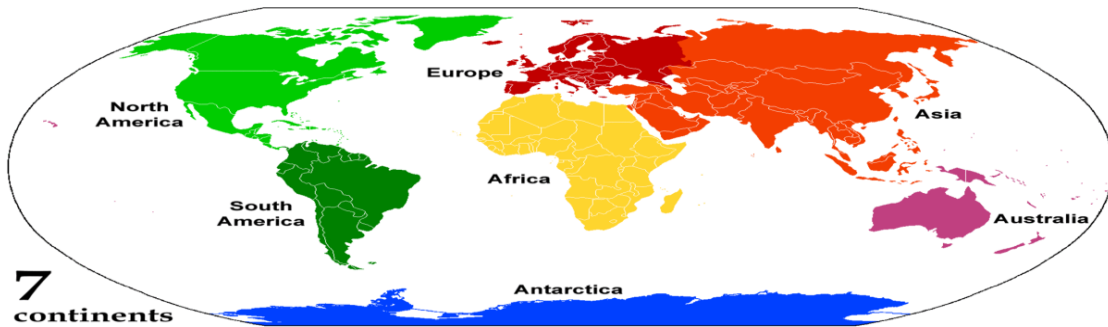 Europe
North
America
Asia
Africa
South
America
Australia
Antarctica
7
continents